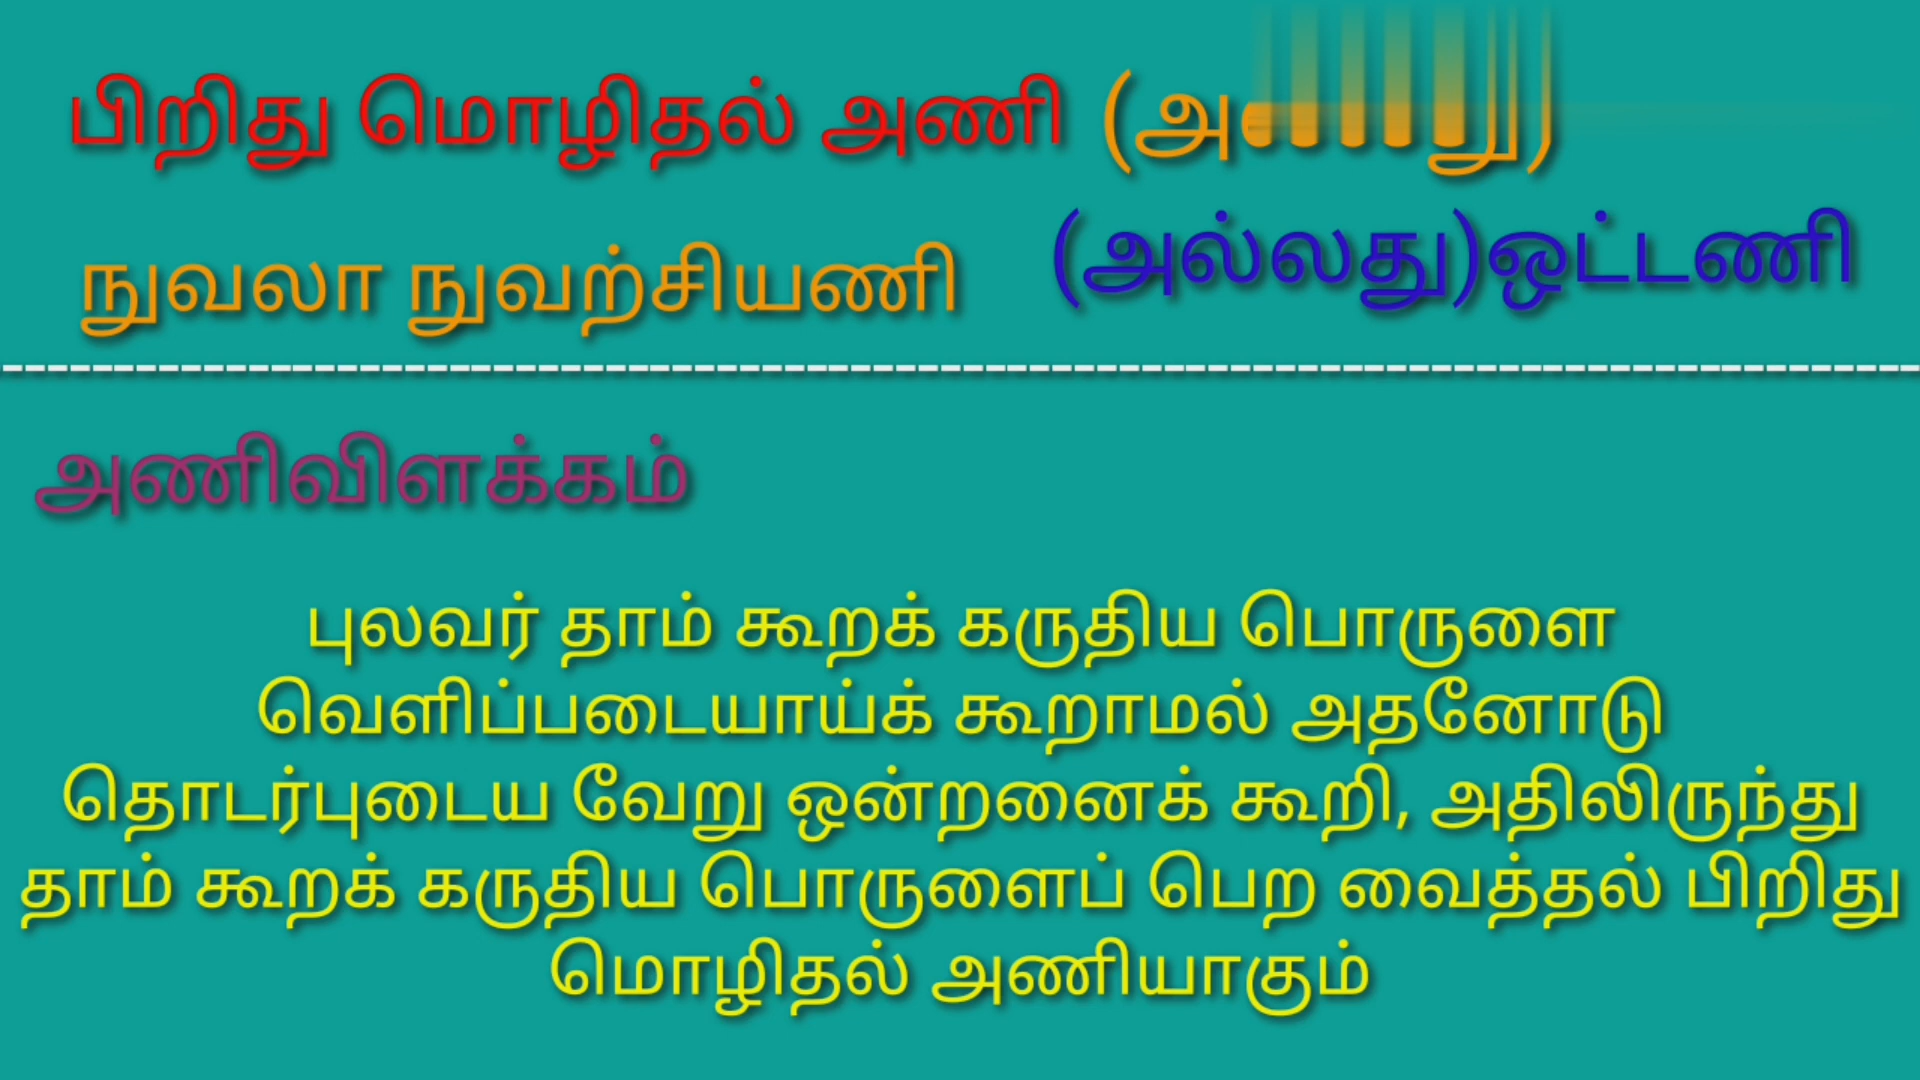 பிறிது மொழிதல் அணி
நுவலா நுவற்சியணி
(அல்லது)ஒட்டணி
அணிவிளக்கம்
புலவர் தாம் கூறக் கருதிய பொருளை
வெளிப்படையாய்க் கூறாமல் அதனோடு
தொடர்புடைய வேறு ஒன்றனைக் கூறி, அதிலிருந்து
தாம் கூறக் கருதிய பொருளைப் பெற வைத்தல் பிறிது
மொழிதல் அணியாகும்